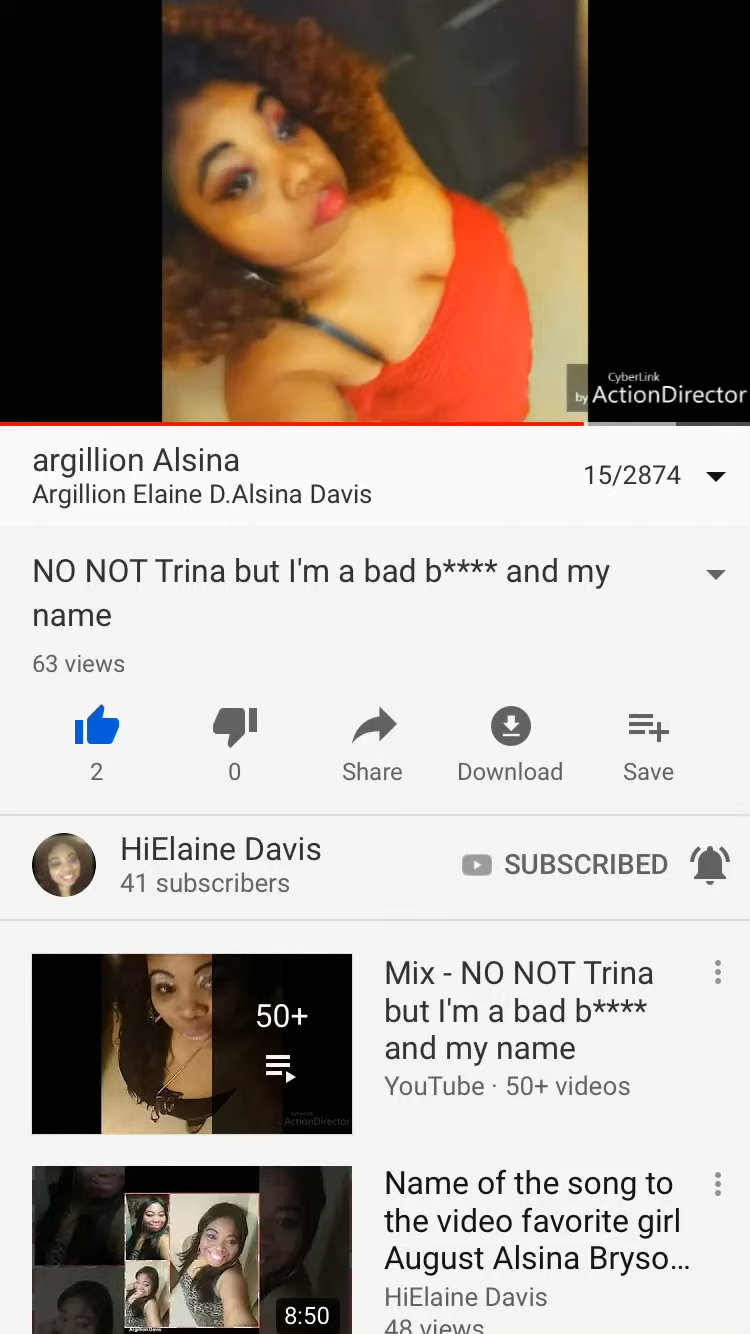 CyberLink
by ActionDirector
argillion Alsina
15/2874
Argillion Elaine D.Alsina Davis
NO NOT Trina but I'm a bad b**** and my
name
63 views
2
0
Share
Download
Save
HiElaine Davis
41 subscribers
SUBSCRIBED
50+
CyberLink
ActionDirector
Mix - NO NOT Trina
but I'm a bad b****
and my name
YouTube · 50+ videos
8:50
Name of the song to
the video favorite girl
August Alsina Bryso...
HiElaine Davis
48 views